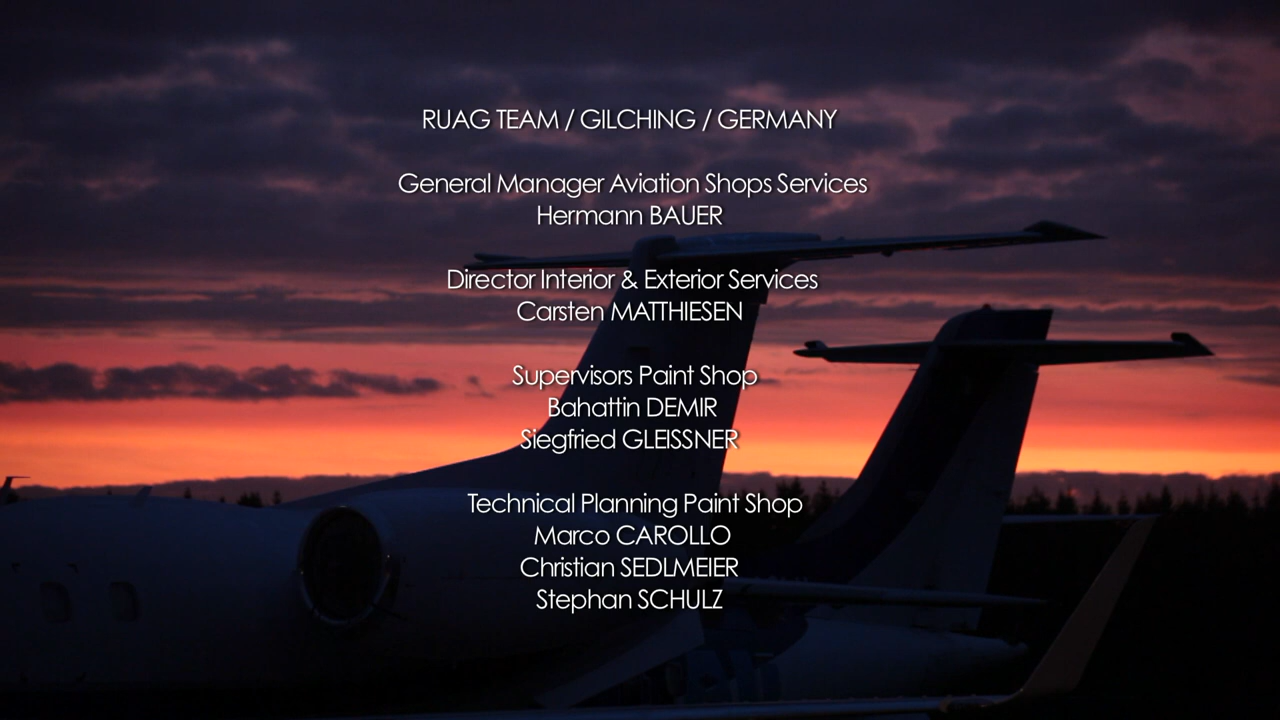 RUAG TEAM / GILCHING / GERMANY
General Manager Aviation Shops Services
Hermann BAUER
Director Interior & Exterior Services
Carsten MATTHIESEN
Supervisors Paint Shop
Bahattin DEMIR
Siegfried GLEISSNER
Technical Planning Paint Shop
Marco CAROLLO
Christian SEDLMEIER
Stephan SCHULZ